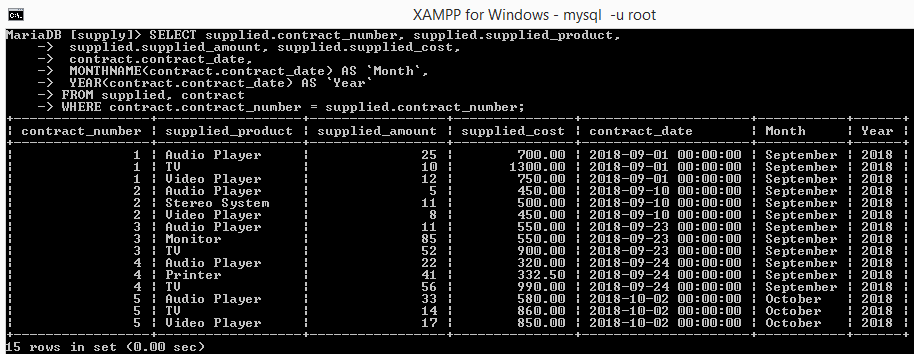 XAMPP for Windows - mysql -u root
MariaDB [supply]> SELECT supplied.contract_number, supplied.supplied_product,
    -> supplied.supplied_amount, supplied.supplied_cost,
    -> contract.contract_date,
    -> MONTHNAME(contract.contract_date) AS `Month`,
    -> YEAR(contract.contract_date) AS `Year`
    -> FROM supplied, contract
    -> WHERE contract.contract_number = supplied.contract_number;
+-----------------+------------------+-----------------+---------------+---------------------+-----------+------+
| contract_number | supplied_product | supplied_amount | supplied_cost | contract_date       | Month     | Year |
+-----------------+------------------+-----------------+---------------+---------------------+-----------+------+
|               1 | Audio Player     |              25 |        700.00 | 2018-09-01 00:00:00 | September | 2018 |
|               1 | TV               |              10 |       1300.00 | 2018-09-01 00:00:00 | September | 2018 |
|               1 | Video Player     |              12 |        750.00 | 2018-09-01 00:00:00 | September | 2018 |
|               2 | Audio Player     |               5 |        450.00 | 2018-09-10 00:00:00 | September | 2018 |
|               2 | Stereo System    |              11 |        500.00 | 2018-09-10 00:00:00 | September | 2018 |
|               2 | Video Player     |               8 |        450.00 | 2018-09-10 00:00:00 | September | 2018 |
|               3 | Audio Player     |              11 |        550.00 | 2018-09-23 00:00:00 | September | 2018 |
|               3 | Monitor          |              85 |        550.00 | 2018-09-23 00:00:00 | September | 2018 |
|               3 | TV               |              52 |        900.00 | 2018-09-23 00:00:00 | September | 2018 |
|               4 | Audio Player     |              22 |        320.00 | 2018-09-24 00:00:00 | September | 2018 |
|               4 | Printer          |              41 |        332.50 | 2018-09-24 00:00:00 | September | 2018 |
|               4 | TV               |              56 |        990.00 | 2018-09-24 00:00:00 | September | 2018 |
|               5 | Audio Player     |              33 |        580.00 | 2018-10-02 00:00:00 | October   | 2018 |
|               5 | TV               |              14 |        860.00 | 2018-10-02 00:00:00 | October   | 2018 |
|               5 | Video Player     |              17 |        850.00 | 2018-10-02 00:00:00 | October   | 2018 |
+-----------------+------------------+-----------------+---------------+---------------------+-----------+------+
15 rows in set (0.00 sec)